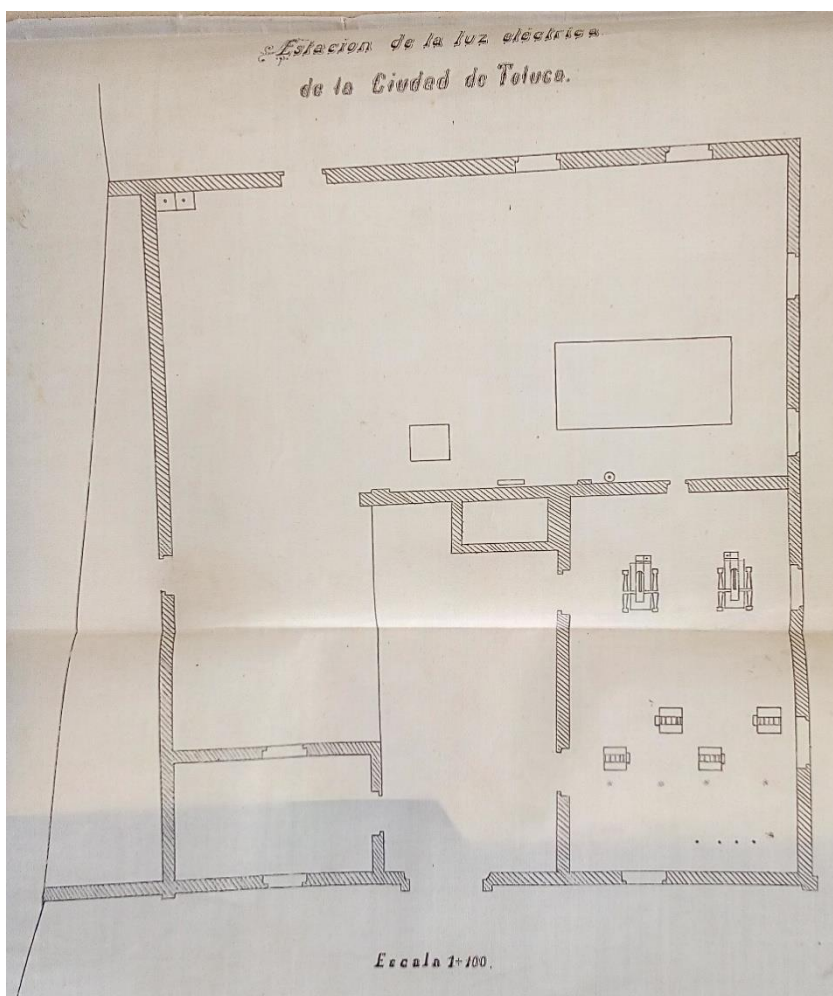 Estacion de la luz eléctrica
de la Ciudad de Toluca.
Escala 1÷100.